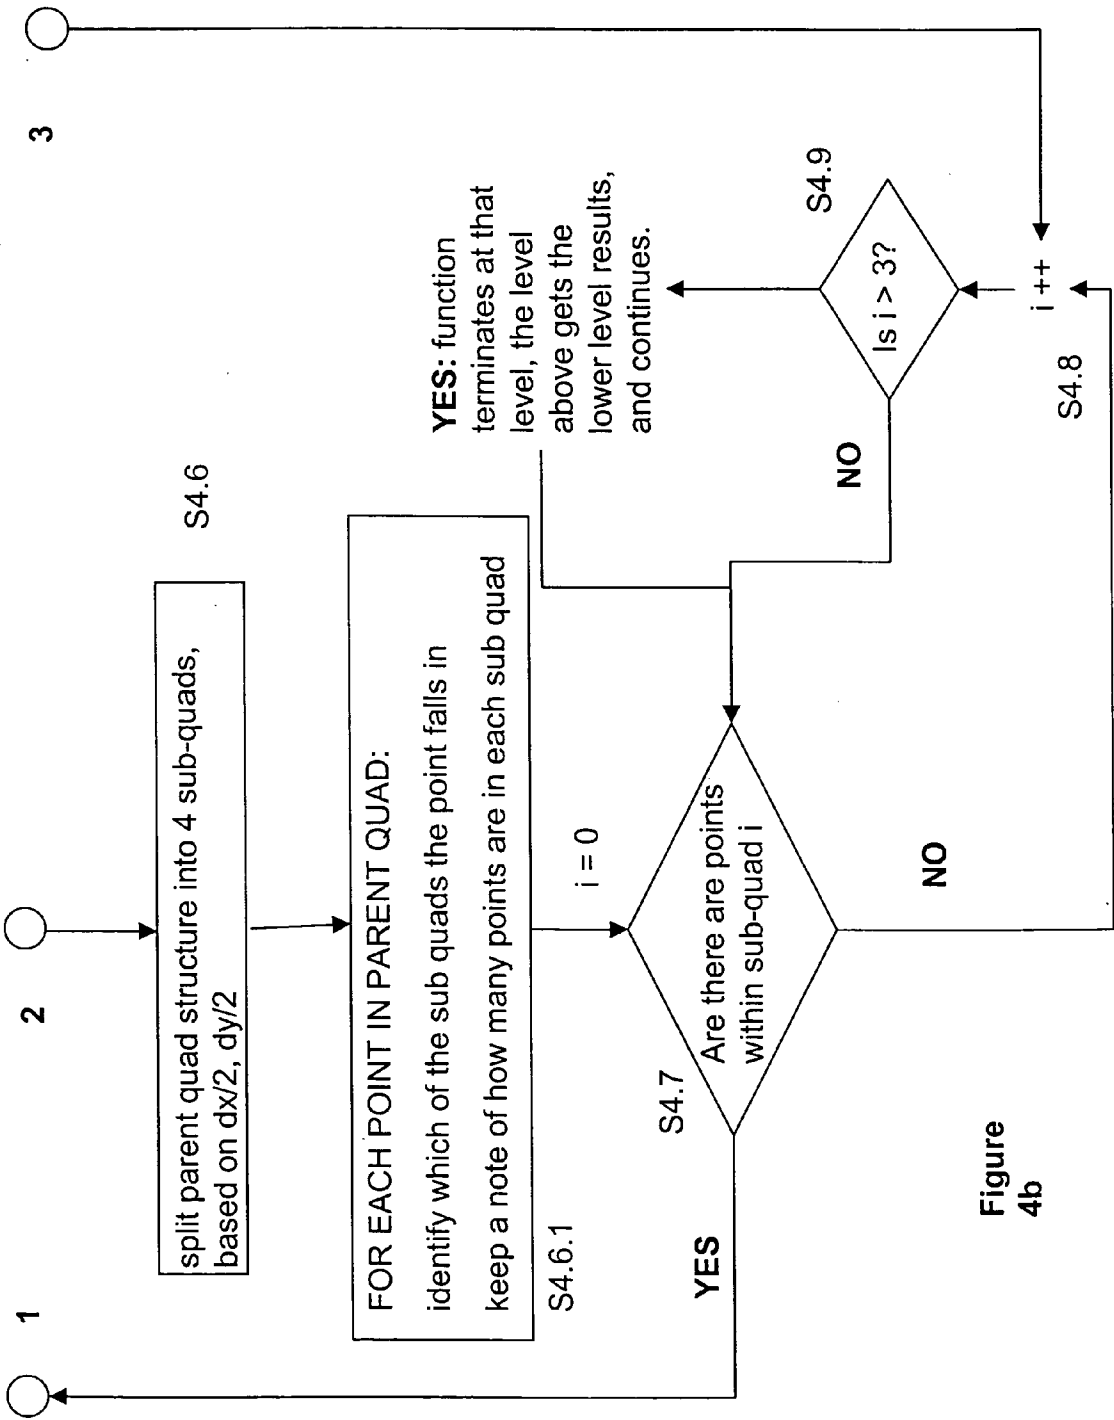 1
2
3
split parent quad structure into 4 sub-quads,
based on dx/2, dy/2
S4.6
FOR EACH POINT IN PARENT QUAD:
identify which of the sub quads the point falls in
keep a note of how many points are in each sub quad
S4.6.1
i = 0
S4.7
Are there are points
within sub-quad i
YES
NO
YES: function
terminates at that
level, the level
above gets the
lower level results,
and continues.
S4.9
Is i > 3?
NO
i ++
S4.8
Figure
4b